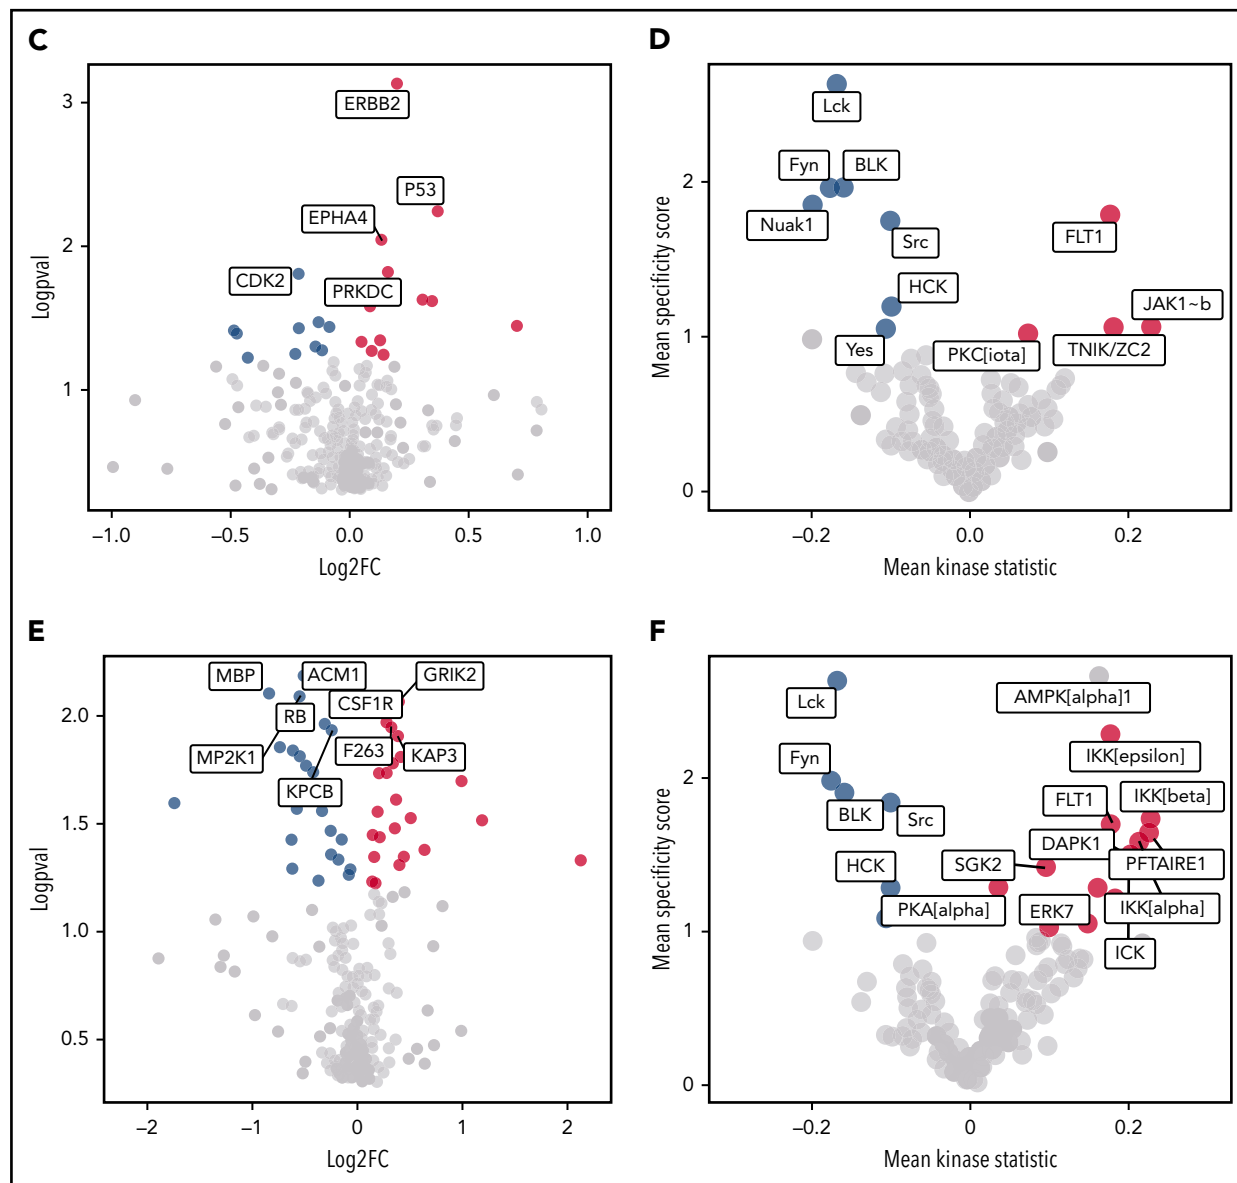 C
3
2
1
Logpval
ERBB2
P53
EPHA4
CDK2
PRKDC
–1.0
–0.5
0.0
0.5
1.0
Log2FC
D
2
1
0
Mean specificity score
Lck
Fyn
BLK
Nuak1
Src
FLT1
HCK
JAK1~b
Yes
PKC[iota]
TNIK/ZC2
–0.2
0.0
0.2
Mean kinase statistic
E
2.0
1.5
1.0
0.5
Logpval
MBP
ACM1
GRIK2
CSF1R
RB
MP2K1
F263
KAP3
KPCB
–2
–1
0
1
2
Log2FC
F
2
1
0
Mean specificity score
Lck
AMPK[alpha]1
Fyn
IKK[epsilon]
FLT1
IKK[beta]
BLK
Src
DAPK1
HCK
SGK2
PFTAIRE1
PKA[alpha]
ERK7
IKK[alpha]
ICK
–0.2
0
0.2
Mean kinase statistic